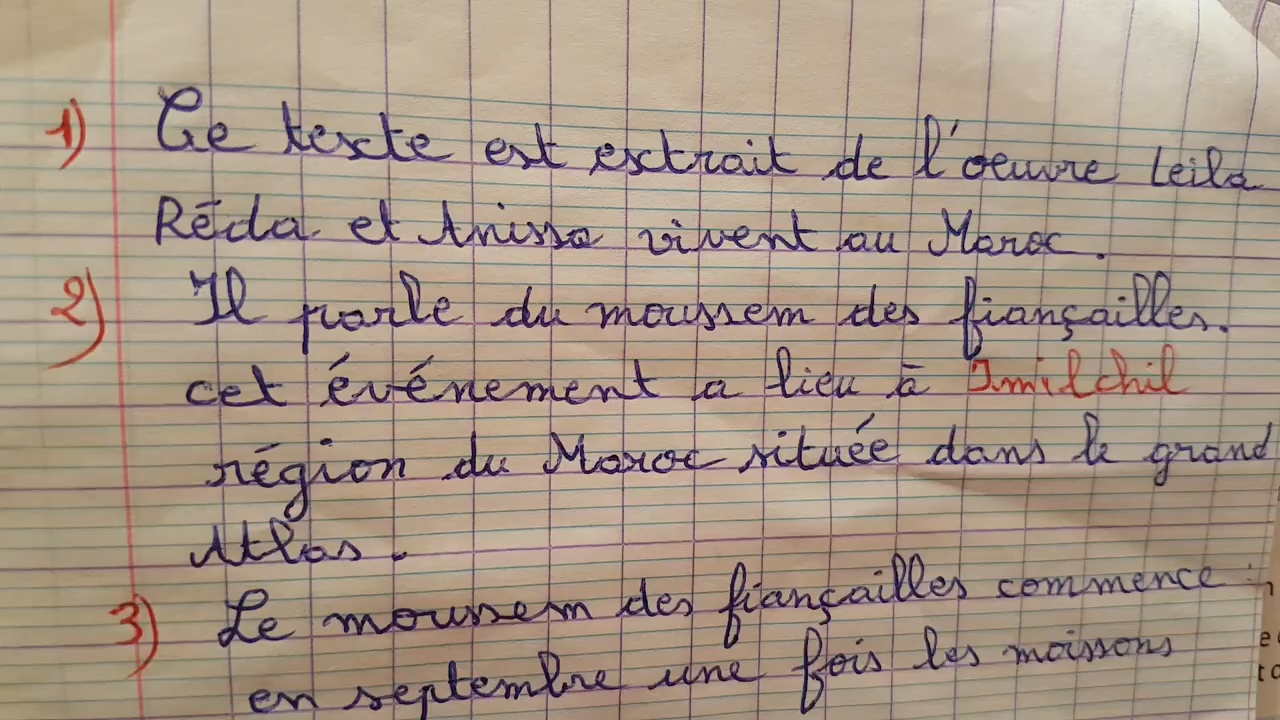 1) Ce texte est extrait de l'oeuvre Leila
Réda et Anissa vivent au Maroc.
2) Il parle du moussem des fiançailles.
cet événement a lieu à Imilchil
région du Maroc située dans le grand
Atlas.
3) Le moussem des fiançailles commence
en septembre une fois les moissons